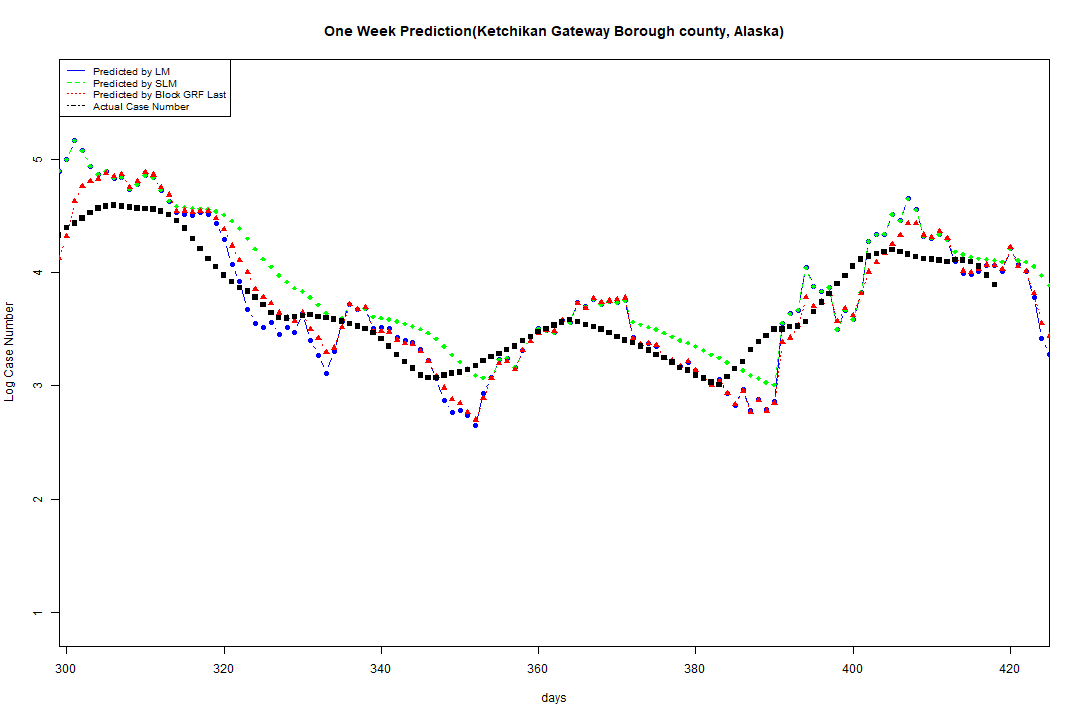 One Week Prediction(Ketchikan Gateway Borough county, Alaska)
Predicted by LM
Predicted by SLM
Predicted by Block GRF Last
Actual Case Number
Log Case Number
5
4
3
2
1
300 320 340 360 380 400 420
days